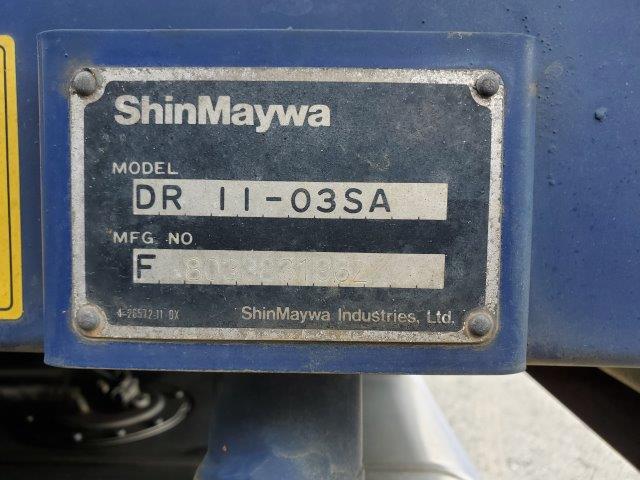 ShinMaywa
MODEL
DR 11-03SA
MFG. NO
F
ShinMaywa Industries, Ltd.